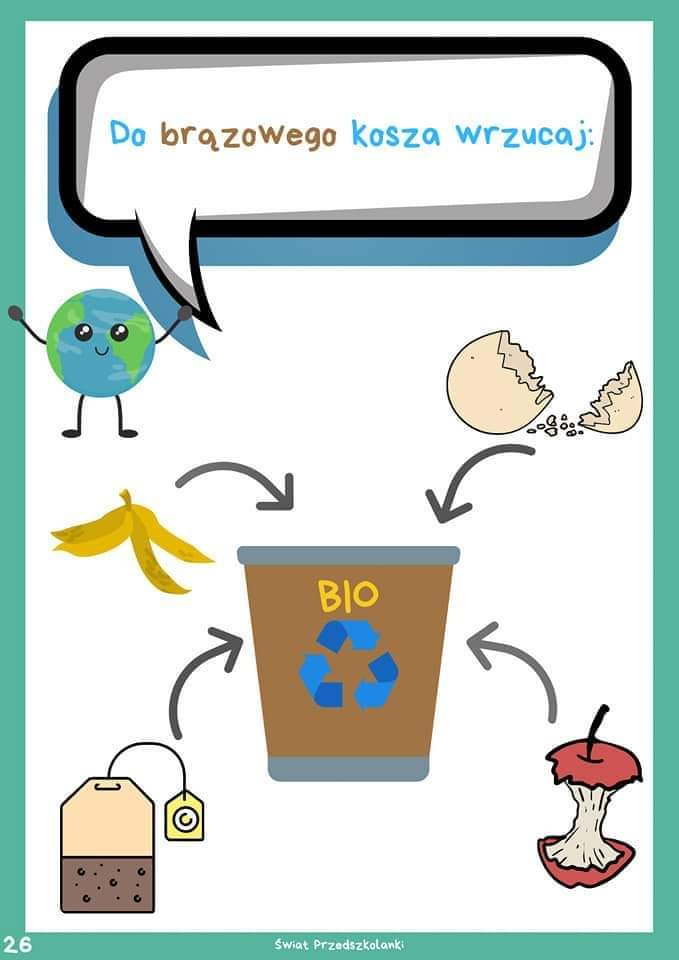 Do brązowego kosza wrzucaj:
BIO
26
Świat Przedszkolanki